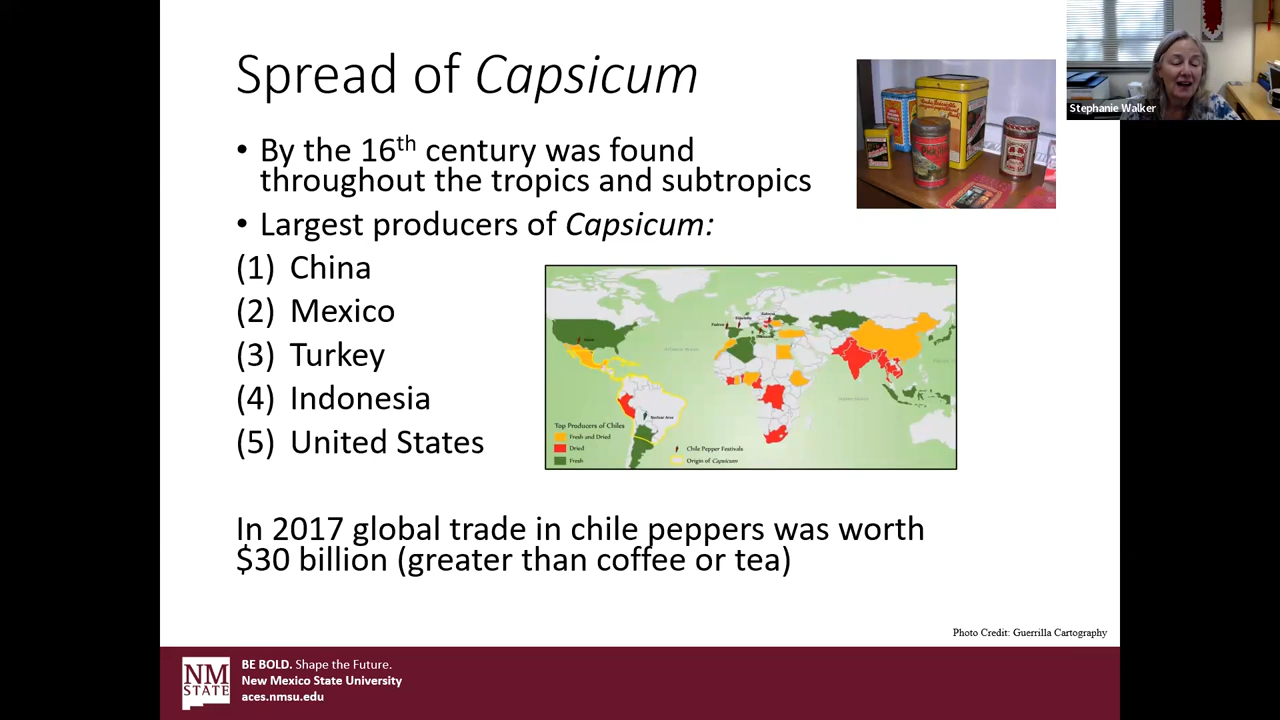 Spread of Capsicum
Stephanie Walker
• By the 16th century was found
throughout the tropics and subtropics
• Largest producers of Capsicum:
(1) China
(2) Mexico
(3) Turkey
(4) Indonesia
(5) United States
Nuclear Area
Top Producers of Chiles
Fresh and Dried
Dried
Fresh
Chile Pepper Festivals
Origin of Capsicum
In 2017 global trade in chile peppers was worth
$30 billion (greater than coffee or tea)
Photo Credit: Guerrilla Cartography
NM
STATE
BE BOLD. Shape the Future.
New Mexico State University
aces.nmsu.edu